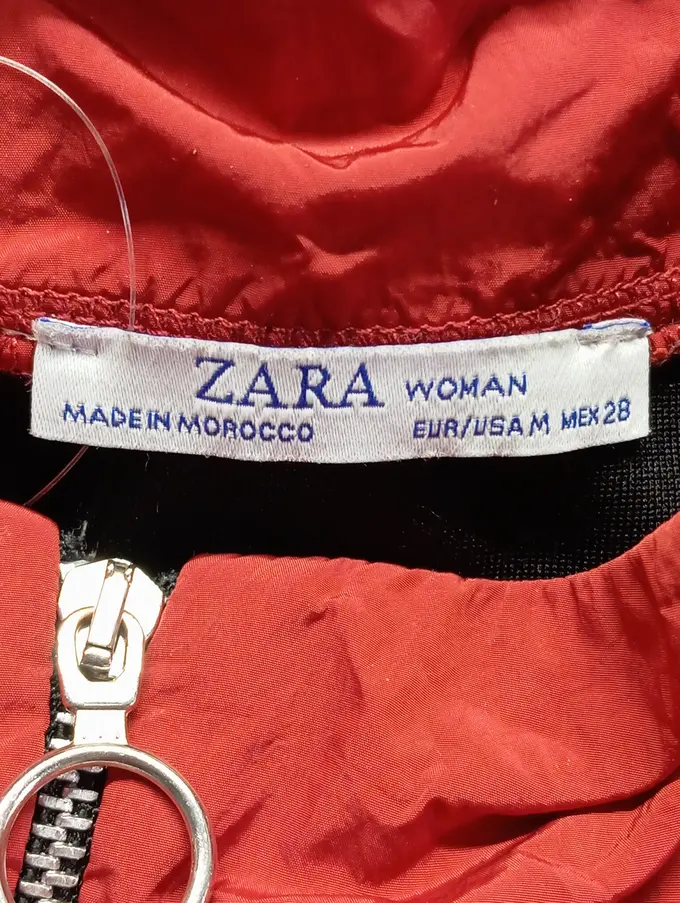 ZARA WOMAN
MADE IN MOROCCO EUR/USA M MEX 28